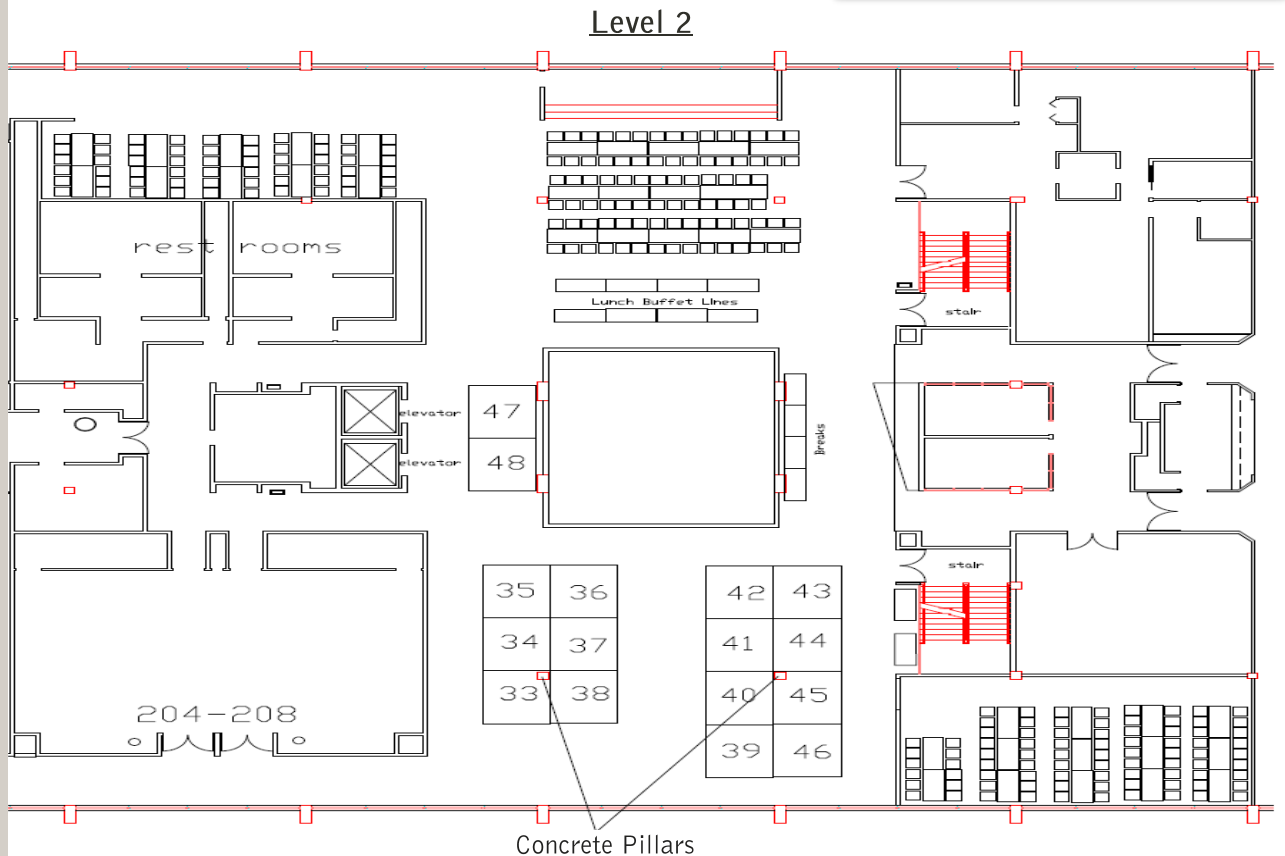 Level 2
rest rooms
Lunch Buffet Lines
stair
elevator
47
elevator
48
Breaks
stair
35 36
42 43
34 37
41 44
33 38
40 45
204-208
39 46
Concrete Pillars